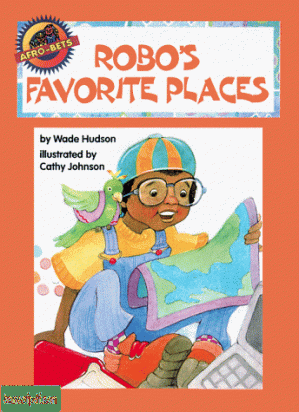 AFRO-BETS
ROBO'S
FAVORITE PLACES
by Wade Hudson
illustrated by
Cathy Johnson